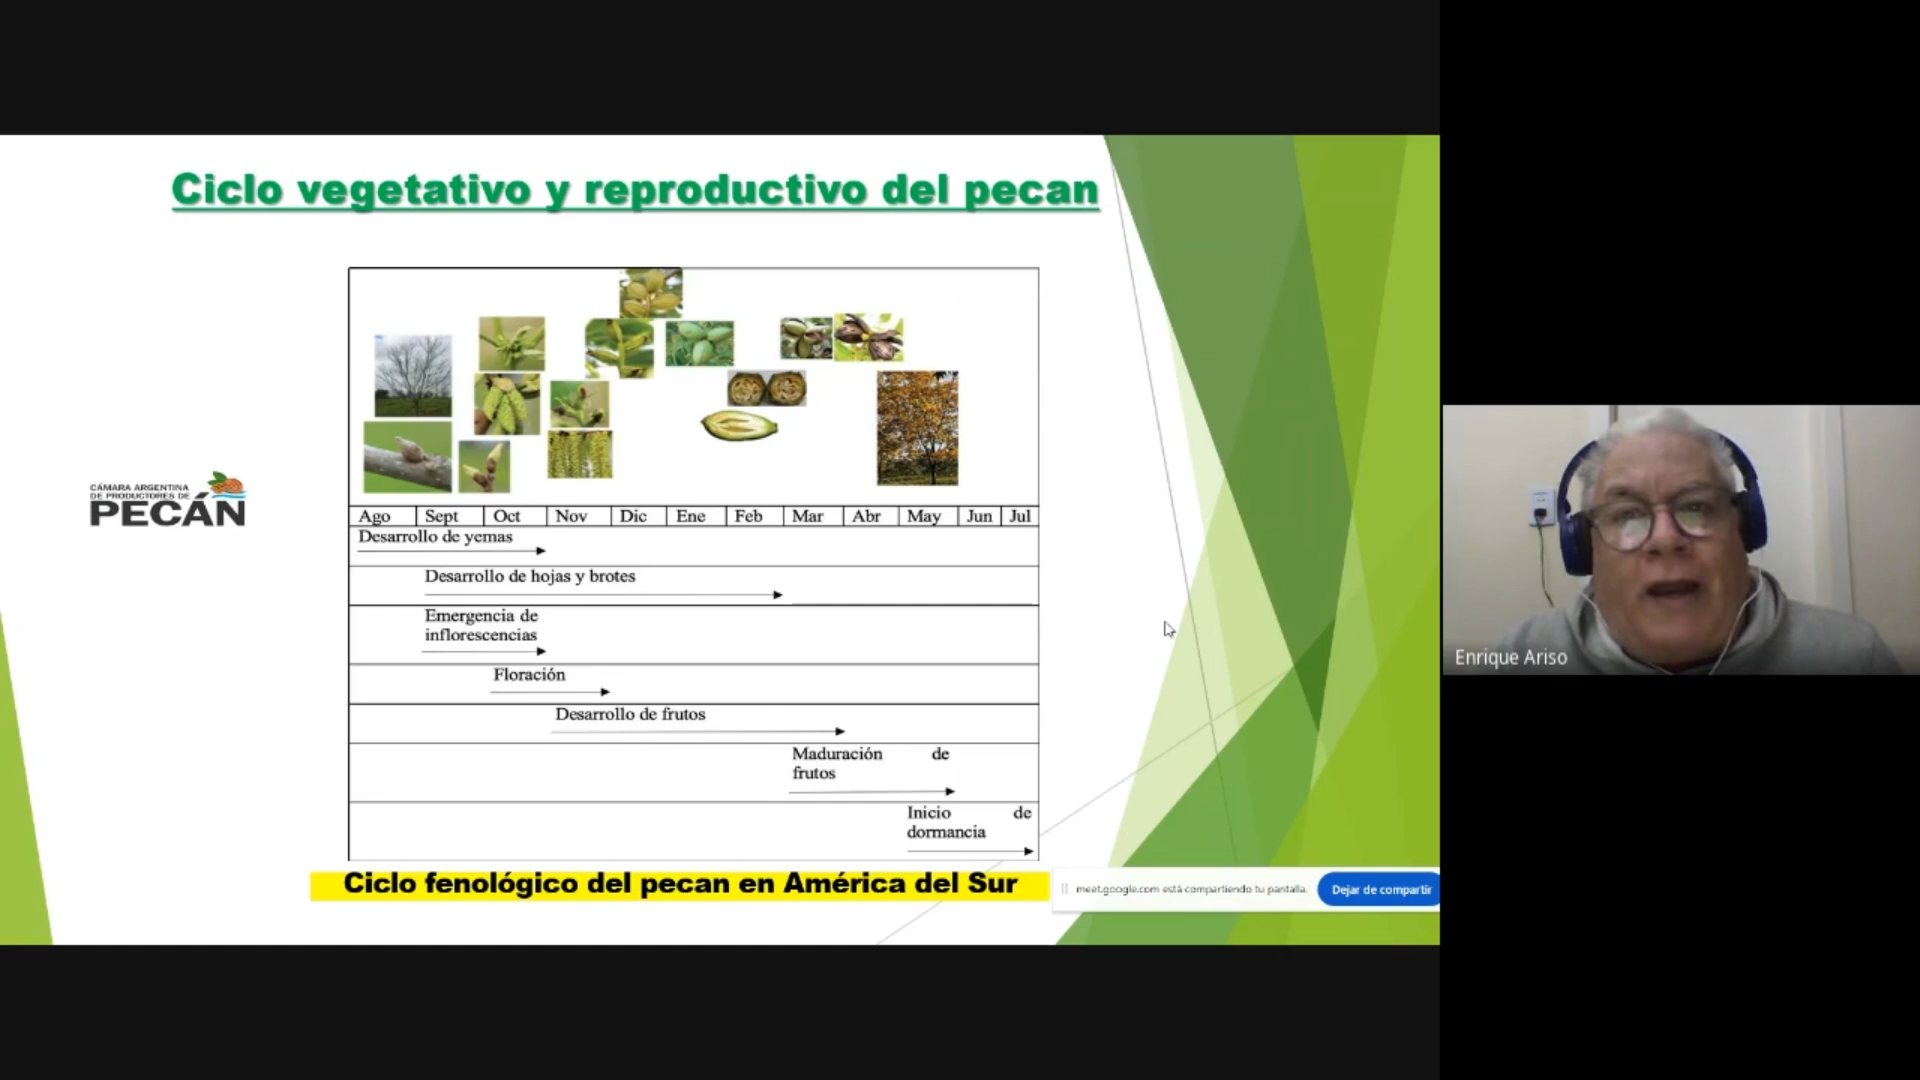 Ciclo vegetativo y reproductivo del pecan
CÁMARA ARGENTINA
DE PRODUCTORES DE
PECÁN
Ago Sept Oct Nov Dic Ene Feb Mar Abr May Jun Jul
Desarrollo de yemas
Desarrollo de hojas y brotes
Emergencia de
inflorescencias
Floración
Desarrollo de frutos
Maduración de
frutos
Inicio de
dormancia
Ciclo fenológico del pecan en América del Sur
meet.google.com está compartiendo tu pantalla.
Dejar de compartir
Enrique Ariso